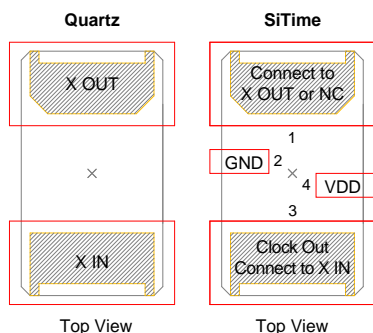 Quartz
X OUT
X IN
Top View
SiTime
Connect to
X OUT or NC
1
GND 2
4 VDD
3
Clock Out
Connect to X IN
Top View